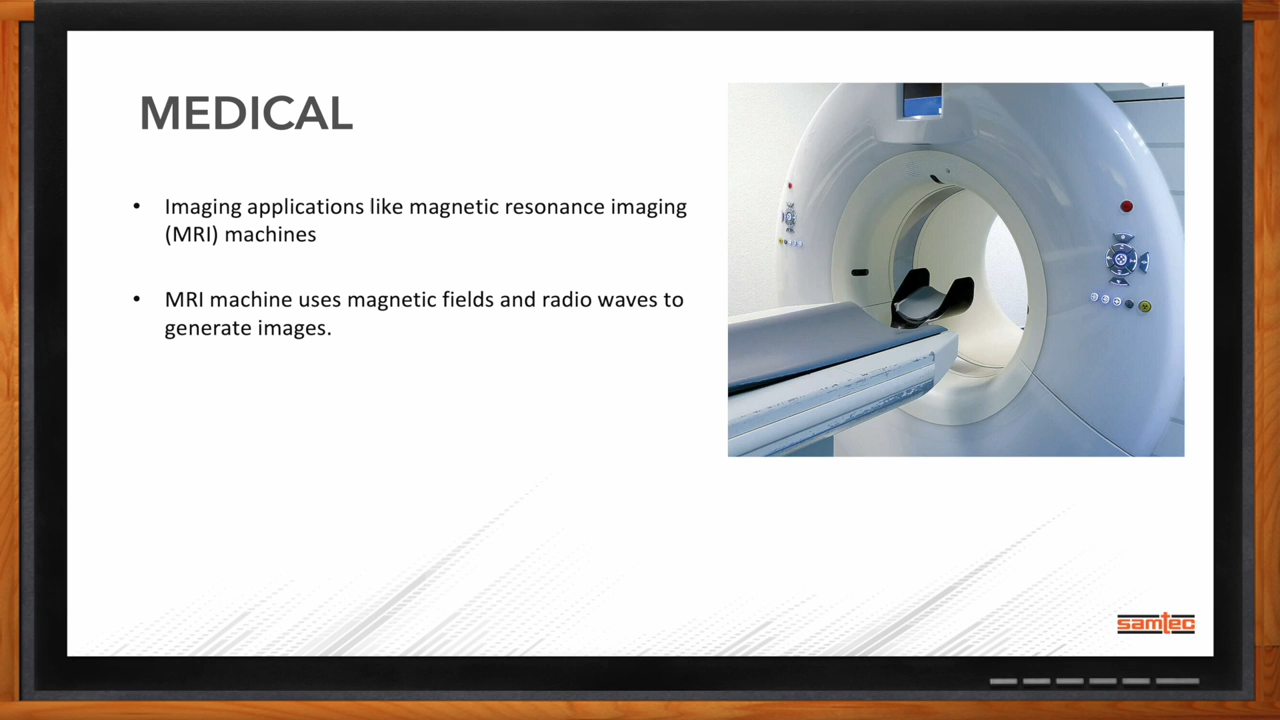 MEDICAL
• Imaging applications like magnetic resonance imaging
(MRI) machines
• MRI machine uses magnetic fields and radio waves to
generate images.
samtec